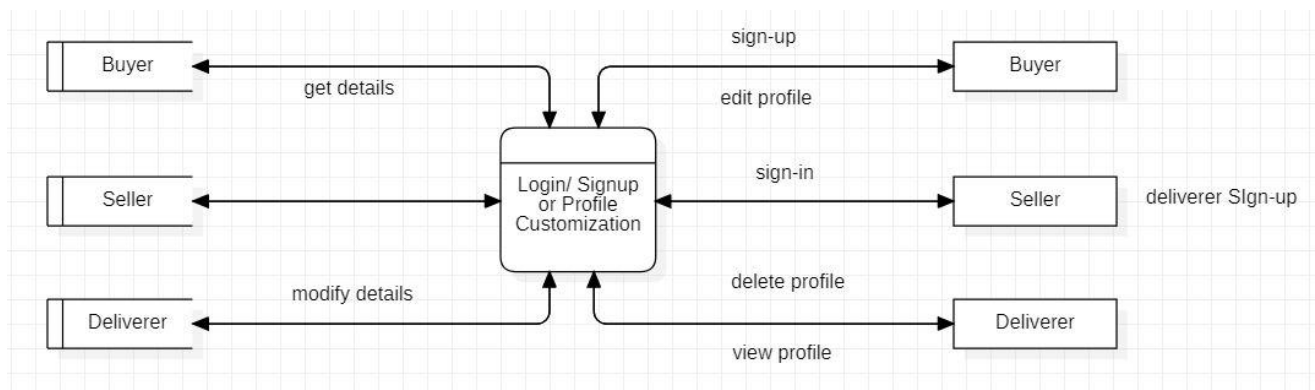 sign-up
Buyer
Buyer
get details
edit profile
sign-in
Login/ Signup
or Profile
Customization
Seller
Seller
deliverer SIgn-up
modify details
delete profile
Deliverer
Deliverer
view profile